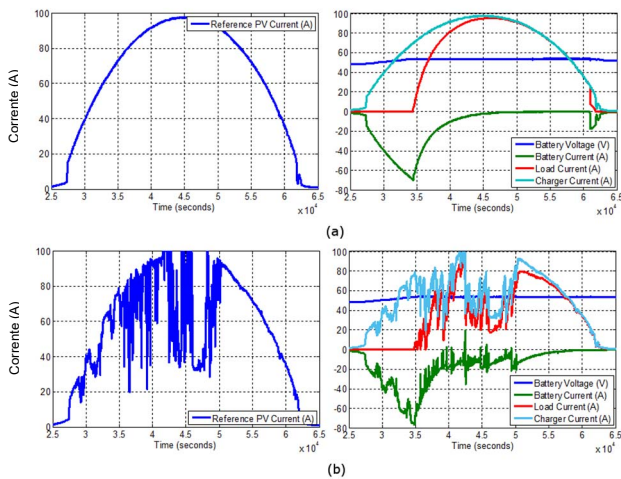 100
80
60
40
20
0
Corrente (A)
Reference PV Current (A)
2.5 3 3.5 4 4.5 5 5.5 6 6.5
Time (seconds)
x 10^4
100
80
60
40
20
0
-20
-40
-60
-80
Battery Voltage (V)
Battery Current (A)
Load Current (A)
Charger Current (A)
2.5 3 3.5 4 4.5 5 5.5 6 6.5
Time (seconds)
x 10^4
(a)
100
80
60
40
20
0
Corrente (A)
Reference PV Current (A)
2.5 3 3.5 4 4.5 5 5.5 6 6.5
Time (seconds)
x 10^4
100
80
60
40
20
0
-20
-40
-60
-80
Battery Voltage (V)
Battery Current (A)
Load Current (A)
Charger Current (A)
2.5 3 3.5 4 4.5 5 5.5 6 6.5
Time (seconds)
x 10^4
(b)